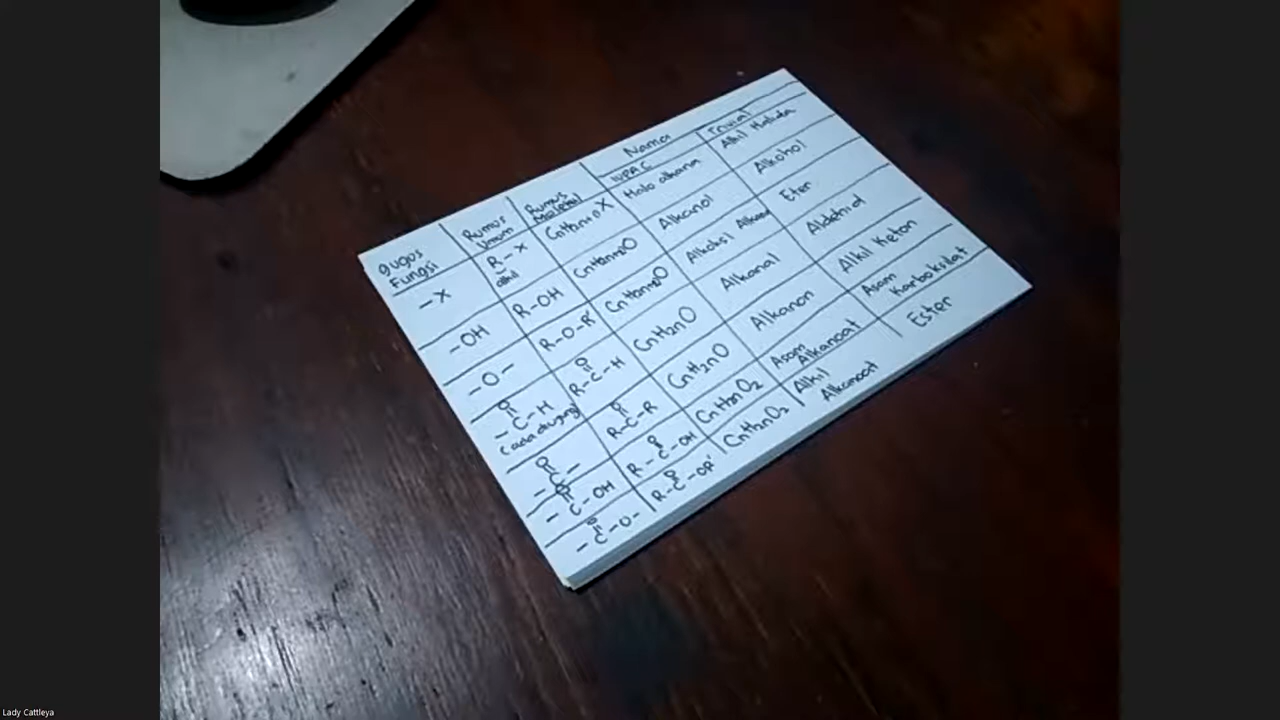 gugus Fungsi | Rumus Umum | Rumus Molekul | Nama
IUPAC | Trivial
-X | R-X alkil | CnH2n+1X | Halo alkana | Alkil Halida
-OH | R-OH | CnH2n+2O | Alkanol | Alkohol
-O- | R-O-R' | CnH2n+2O | Alkoksi Alkana | Eter
O
-C-H | R-C-H | CnH2nO | Alkanal | Aldehid
O
-C- | R-C-R | CnH2nO | Alkanon | Alkil Keton
O
-C-OH | R-C-OH | CnH2nO2 | Asam Alkanoat | Asam Karboksilat
O
-C-O- | R-C-OR' | CnH2nO2 | Alkil Alkanoat | Ester
Lady Cattleya